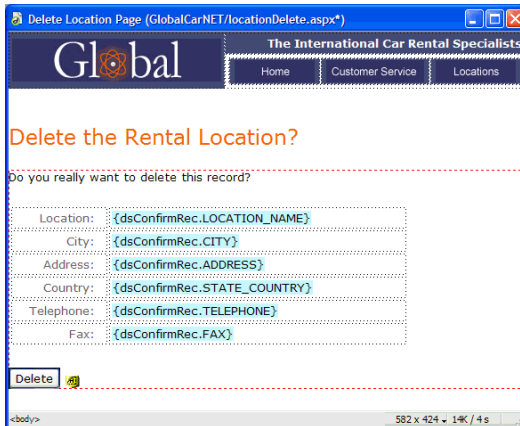 Delete Location Page (GlobalCarNET/locationDelete.aspx*)
Global
The International Car Rental Specialists
Home Customer Service Locations
Delete the Rental Location?
Do you really want to delete this record?
Location: {dsConfirmRec.LOCATION_NAME}
City: {dsConfirmRec.CITY}
Address: {dsConfirmRec.ADDRESS}
Country: {dsConfirmRec.STATE_COUNTRY}
Telephone: {dsConfirmRec.TELEPHONE}
Fax: {dsConfirmRec.FAX}
Delete
<body> 582 x 424 14K / 4 s